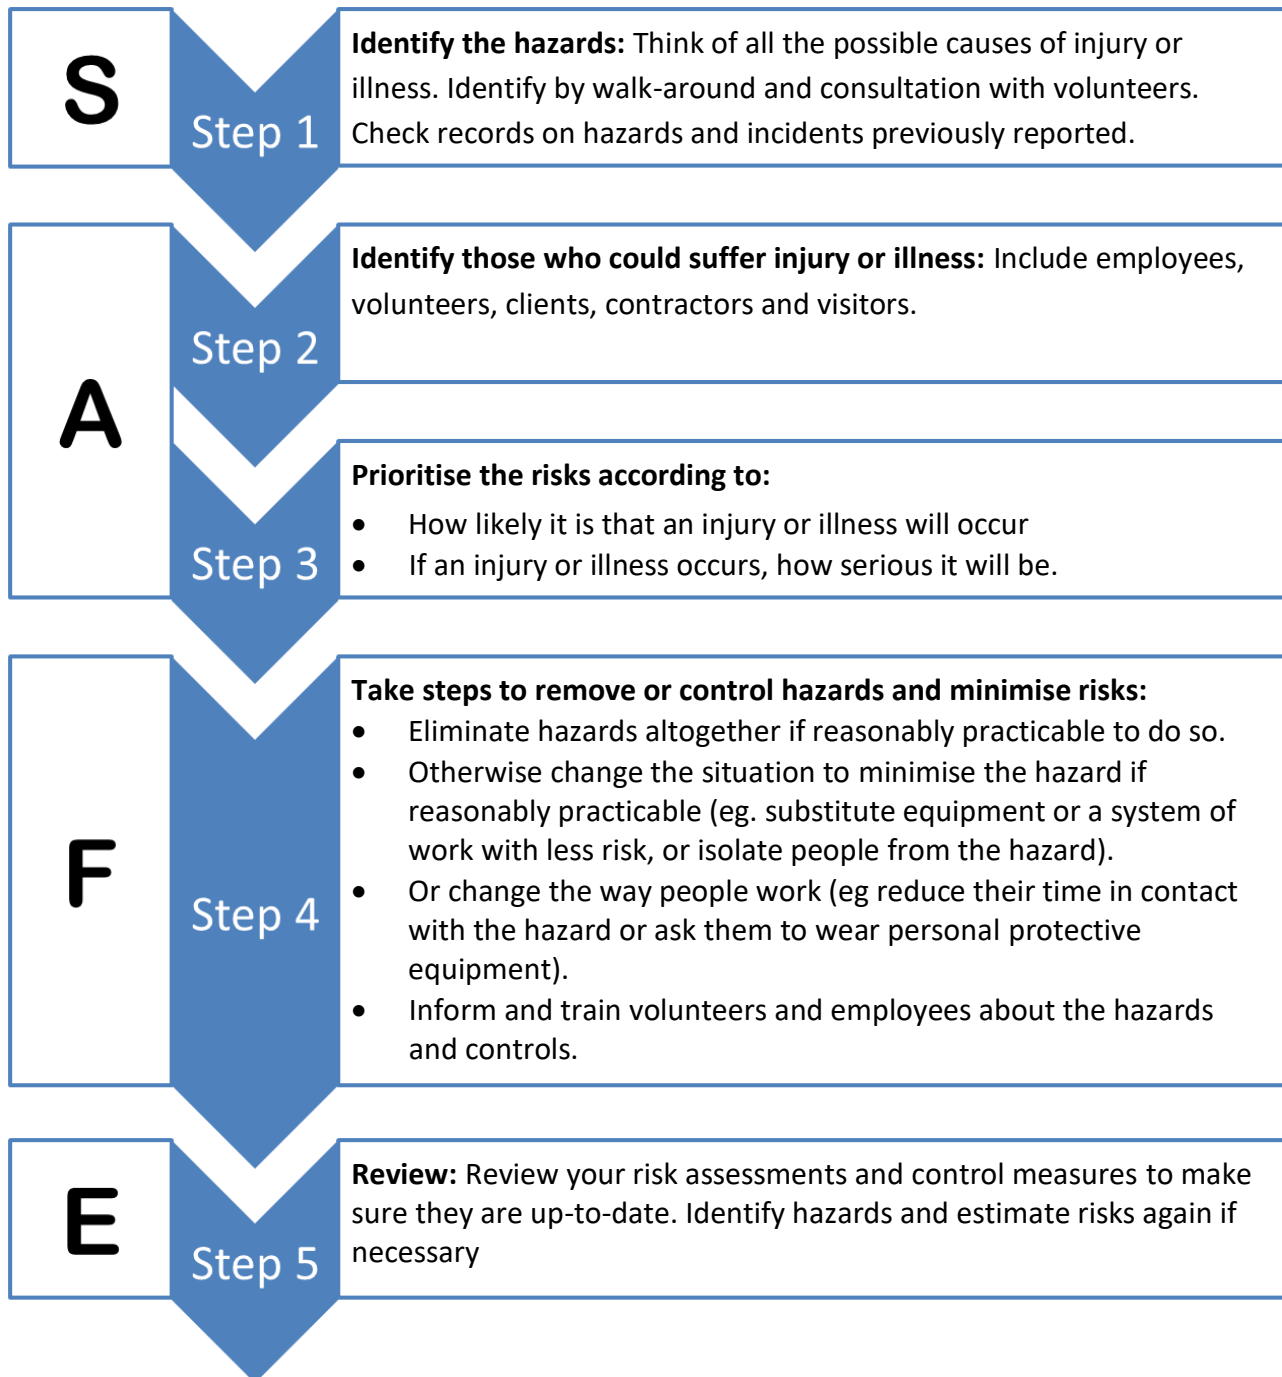 S
Step 1
Identify the hazards: Think of all the possible causes of injury or
illness. Identify by walk-around and consultation with volunteers.
Check records on hazards and incidents previously reported.
A
Step 2
Identify those who could suffer injury or illness: Include employees,
volunteers, clients, contractors and visitors.
Step 3
Prioritise the risks according to:
• How likely it is that an injury or illness will occur
• If an injury or illness occurs, how serious it will be.
F
Step 4
Take steps to remove or control hazards and minimise risks:
• Eliminate hazards altogether if reasonably practicable to do so.
• Otherwise change the situation to minimise the hazard if
reasonably practicable (eg. substitute equipment or a system of
work with less risk, or isolate people from the hazard).
• Or change the way people work (eg reduce their time in contact
with the hazard or ask them to wear personal protective
equipment).
• Inform and train volunteers and employees about the hazards
and controls.
E
Step 5
Review: Review your risk assessments and control measures to make
sure they are up-to-date. Identify hazards and estimate risks again if
necessary